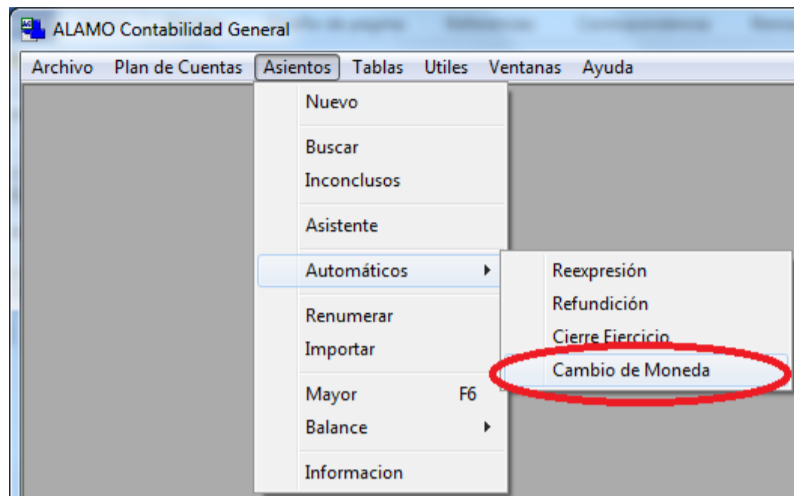 ALAMO Contabilidad General
Archivo Plan de Cuentas Asientos Tablas Utiles Ventanas Ayuda
Nuevo
Buscar
Inconclusos
Asistente
Automáticos
Renumerar
Importar
Mayor F6
Balance
Informacion
Reexpresión
Refundición
Cierre Ejercicio
Cambio de Moneda